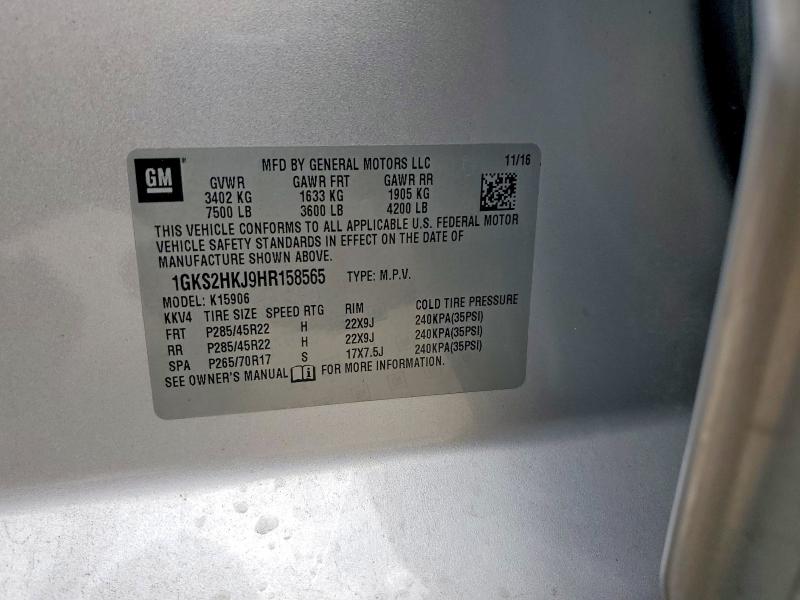 GM MFD BY GENERAL MOTORS LLC 11/16
GVWR GAWR FRT GAWR RR
3402 KG 1633 KG 1905 KG
7500 LB 3600 LB 4200 LB
THIS VEHICLE CONFORMS TO ALL APPLICABLE U.S. FEDERAL MOTOR
VEHICLE SAFETY STANDARDS IN EFFECT ON THE DATE OF
MANUFACTURE SHOWN ABOVE.
1GKS2HKJ9HR158565 TYPE: M.P.V.
MODEL: K15906
KKV4 TIRE SIZE SPEED RTG RIM COLD TIRE PRESSURE
FRT P285/45R22 H 22X9J 240KPA(35PSI)
RR P285/45R22 H 22X9J 240KPA(35PSI)
SPA P265/70R17 S 17X7.5J 240KPA(35PSI)
SEE OWNER'S MANUAL FOR MORE INFORMATION.